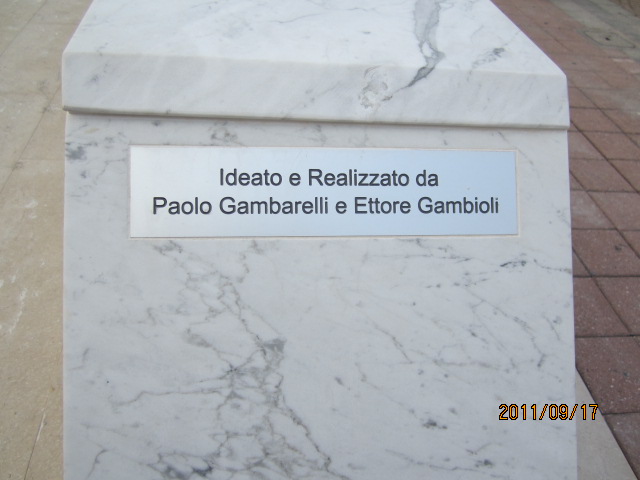 Ideato e Realizzato da
Paolo Gambarelli e Ettore Gambioli
2011/09/17